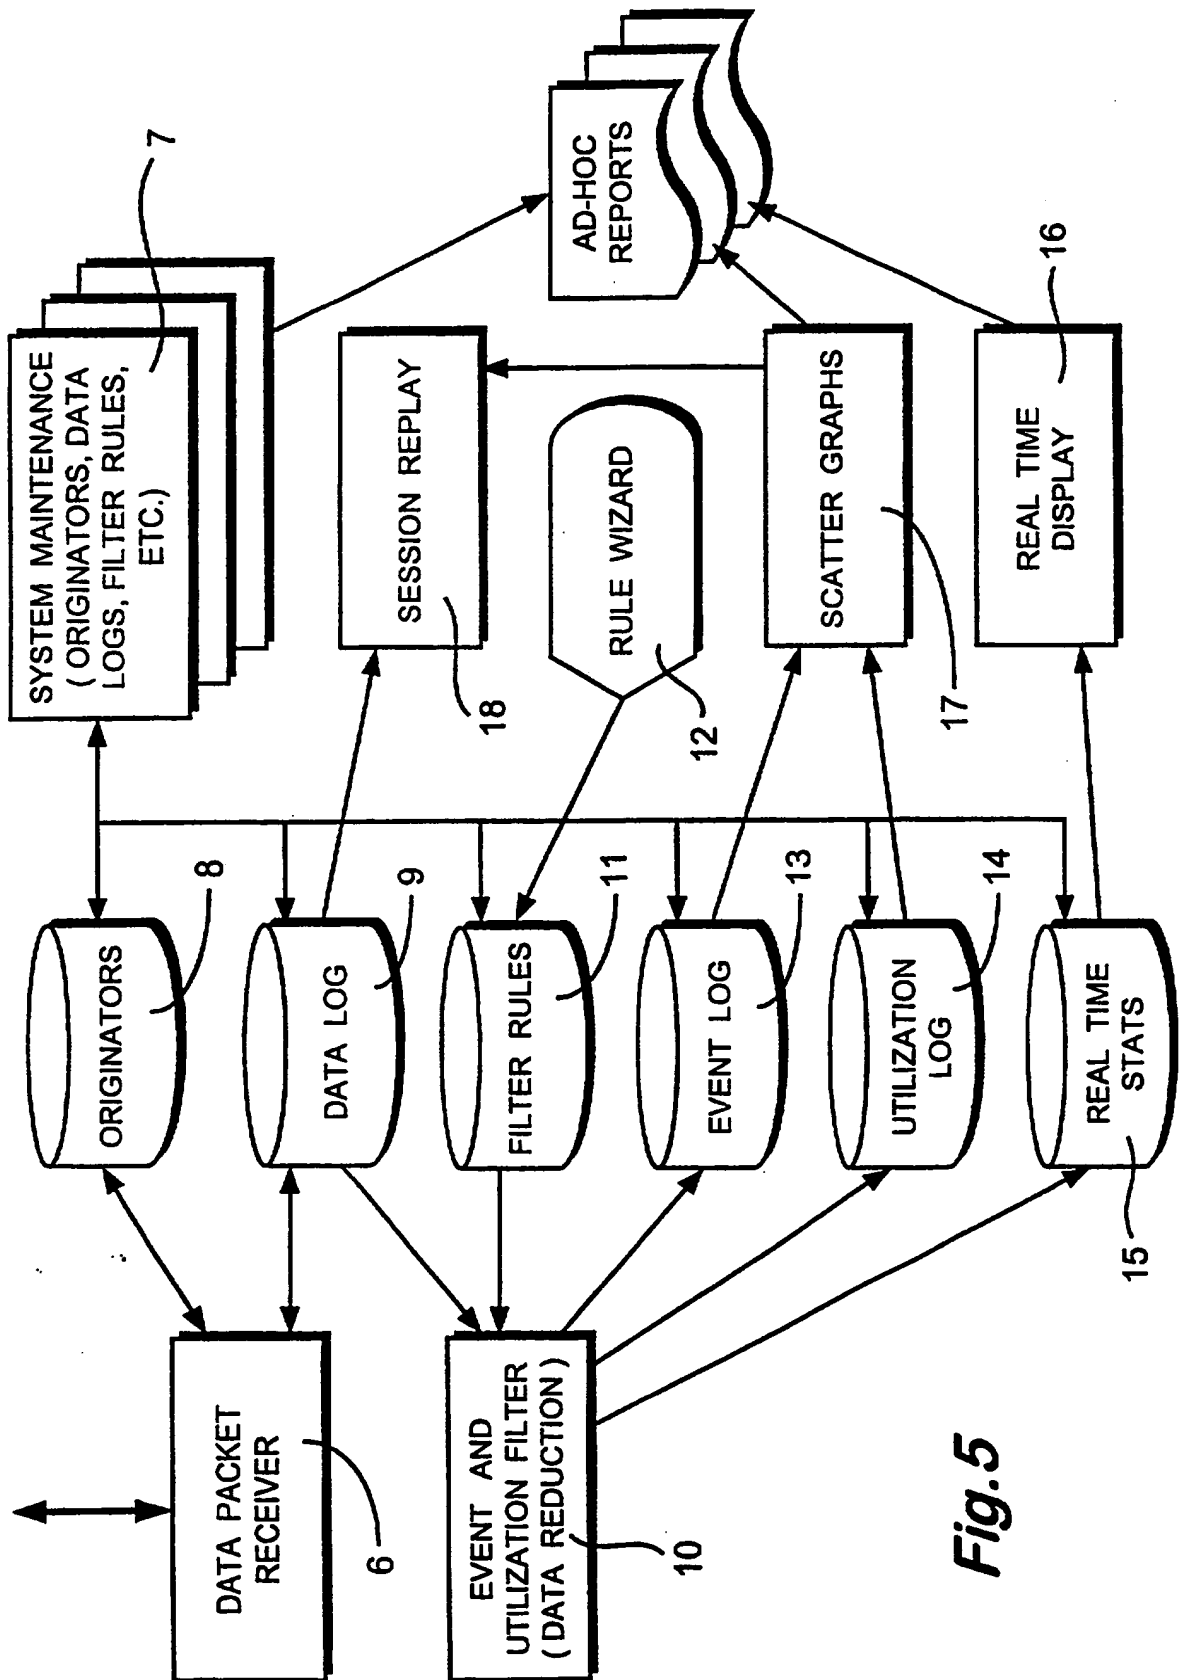 SYSTEM MAINTENANCE
( ORIGINATORS, DATA
LOGS, FILTER RULES,
ETC.)
7
ORIGINATORS
8
DATA PACKET
RECEIVER
6
SESSION REPLAY
18
DATA LOG
9
AD-HOC
REPORTS
RULE WIZARD
12
FILTER RULES
11
EVENT AND
UTILIZATION FILTER
( DATA REDUCTION )
10
EVENT LOG
13
SCATTER GRAPHS
17
UTILIZATION
LOG
14
REAL TIME
DISPLAY
16
REAL TIME
STATS
15
Fig.5